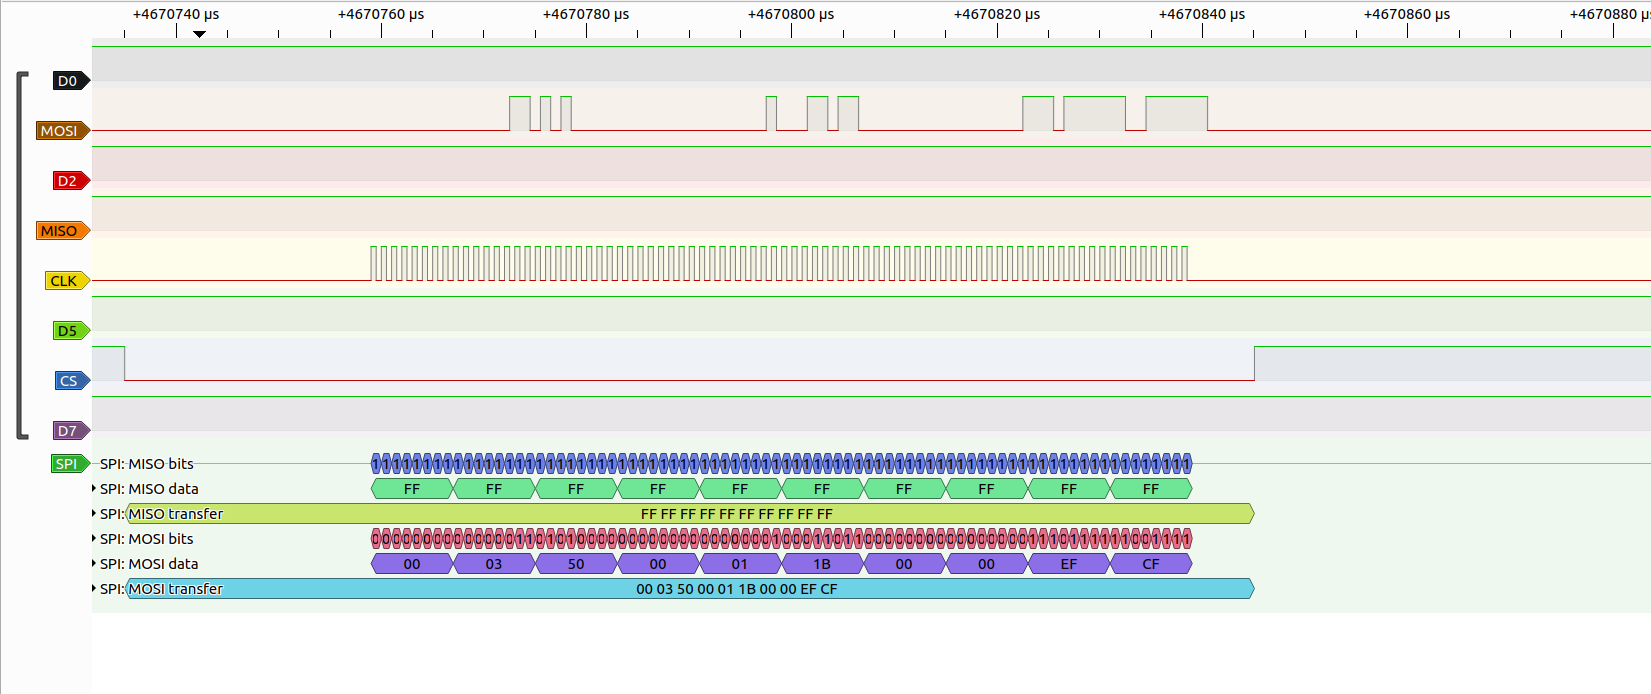 +4670740 µs +4670760 µs +4670780 µs +4670800 µs +4670820 µs +4670840 µs +4670860 µs +4670880 µs
D0
MOSI
D2
MISO
CLK
D5
CS
D7
SPI SPI: MISO bits 11111111111111111111111111111111111111111111111111111111111111111111111111111111
SPI: MISO data FF FF FF FF FF FF FF FF FF FF
SPI: MISO transfer FF FF FF FF FF FF FF FF FF FF
SPI: MOSI bits 00000000000000110101000000000000000000010001101100000000000000001110111111001111
SPI: MOSI data 00 03 50 00 01 1B 00 00 EF CF
SPI: MOSI transfer 00 03 50 00 01 1B 00 00 EF CF